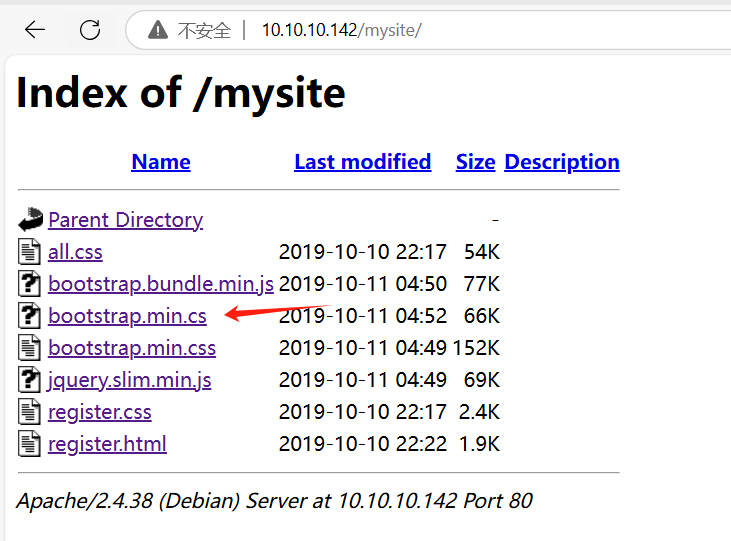 不安全 | 10.10.10.142/mysite/
Index of /mysite
Name Last modified Size Description
Parent Directory -
all.css 2019-10-10 22:17 54K
bootstrap.bundle.min.js 2019-10-11 04:50 77K
bootstrap.min.cs 2019-10-11 04:52 66K
bootstrap.min.css 2019-10-11 04:49 152K
jquery.slim.min.js 2019-10-11 04:49 69K
register.css 2019-10-10 22:17 2.4K
register.html 2019-10-10 22:22 1.9K
Apache/2.4.38 (Debian) Server at 10.10.10.142 Port 80